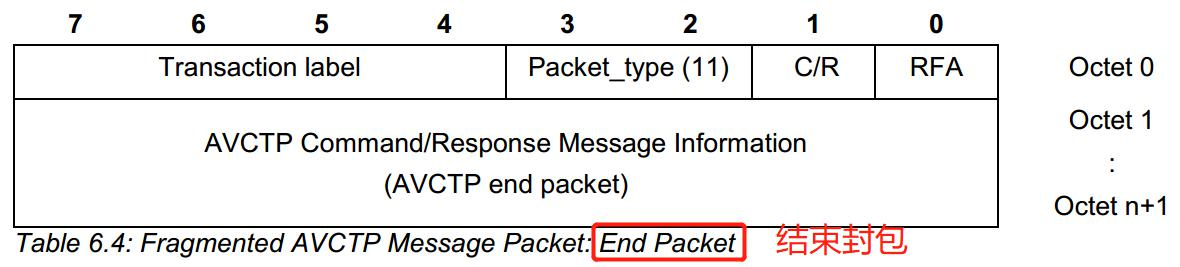 7 6 5 4 3 2 1 0
Transaction label Packet_type (11) C/R RFA Octet 0
AVCTP Command/Response Message Information Octet 1
(AVCTP end packet) :
Octet n+1
Table 6.4: Fragmented AVCTP Message Packet: End Packet 结束封包